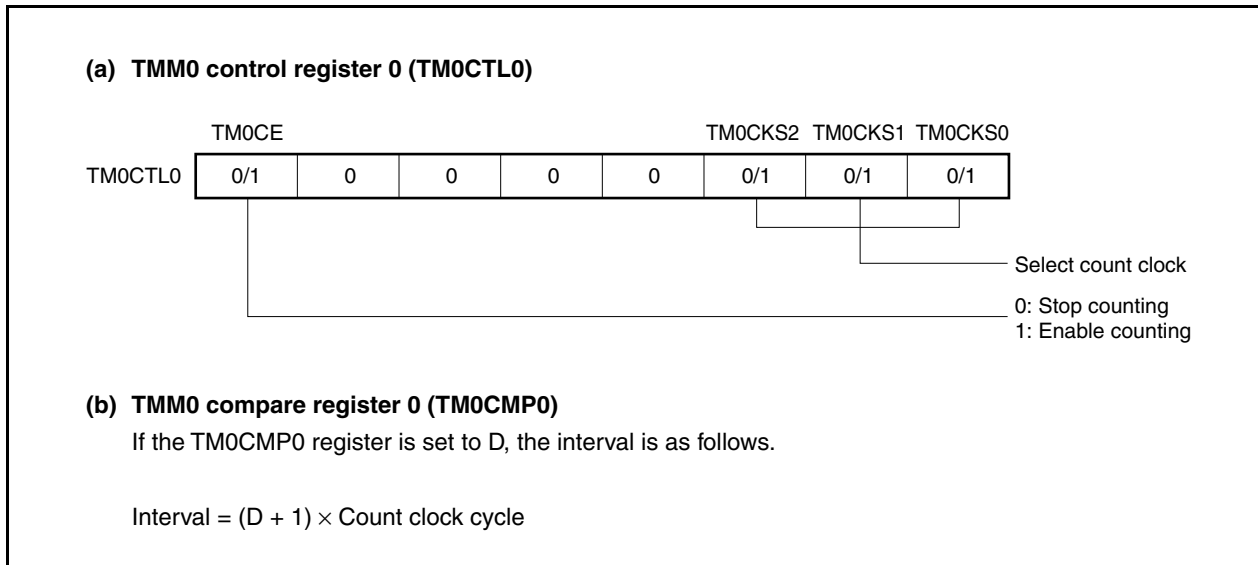 (a) TMM0 control register 0 (TM0CTL0)
TM0CE TM0CKS2 TM0CKS1 TM0CKS0
TM0CTL0 0/1 0 0 0 0 0/1 0/1 0/1
Select count clock
0: Stop counting
1: Enable counting
(b) TMM0 compare register 0 (TM0CMP0)
If the TM0CMP0 register is set to D, the interval is as follows.
Interval = (D + 1) × Count clock cycle